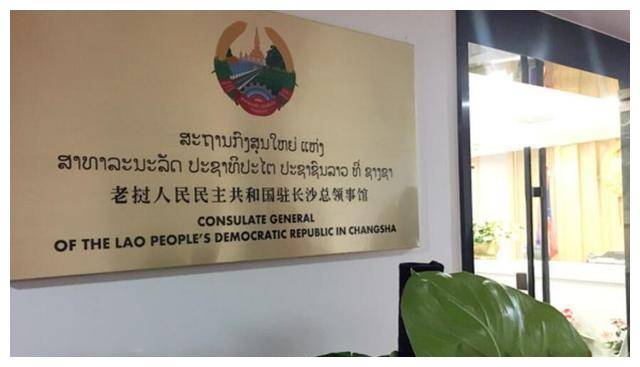 ສະຖານກົງສຸນໃຫຍ່ ແຫ່ງ
ສາທາລະນະລັດ ປະຊາທິປະໄຕ ປະຊາຊົນລາວ ທີ່ ຊາງຊາ
老挝人民民主共和国驻长沙总领事馆
CONSULATE GENERAL
OF THE LAO PEOPLE'S DEMOCRATIC REPUBLIC IN CHANGSHA